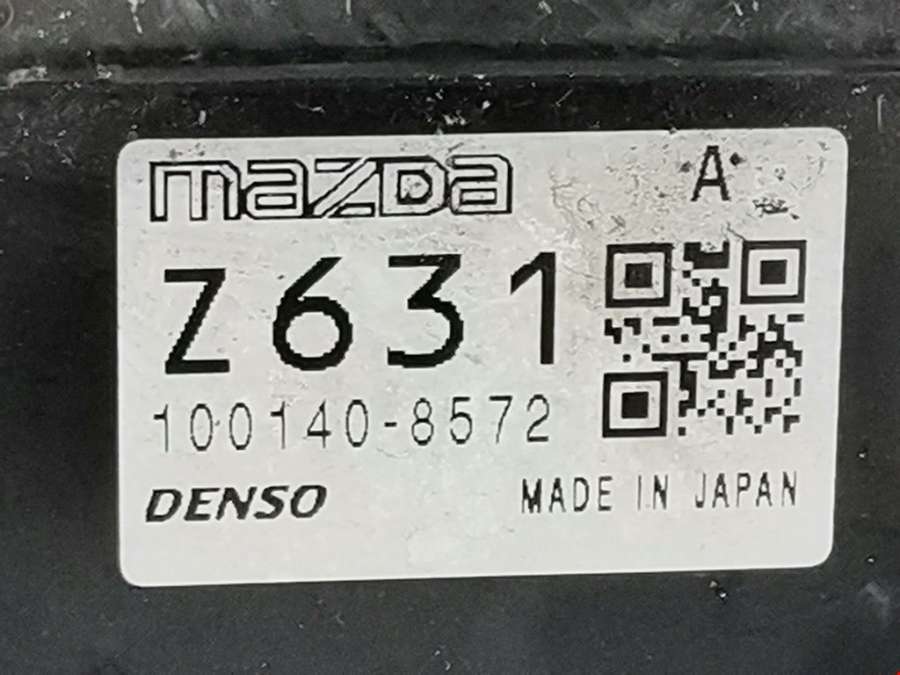 mazda A
Z631
100140-8572
DENSO MADE IN JAPAN